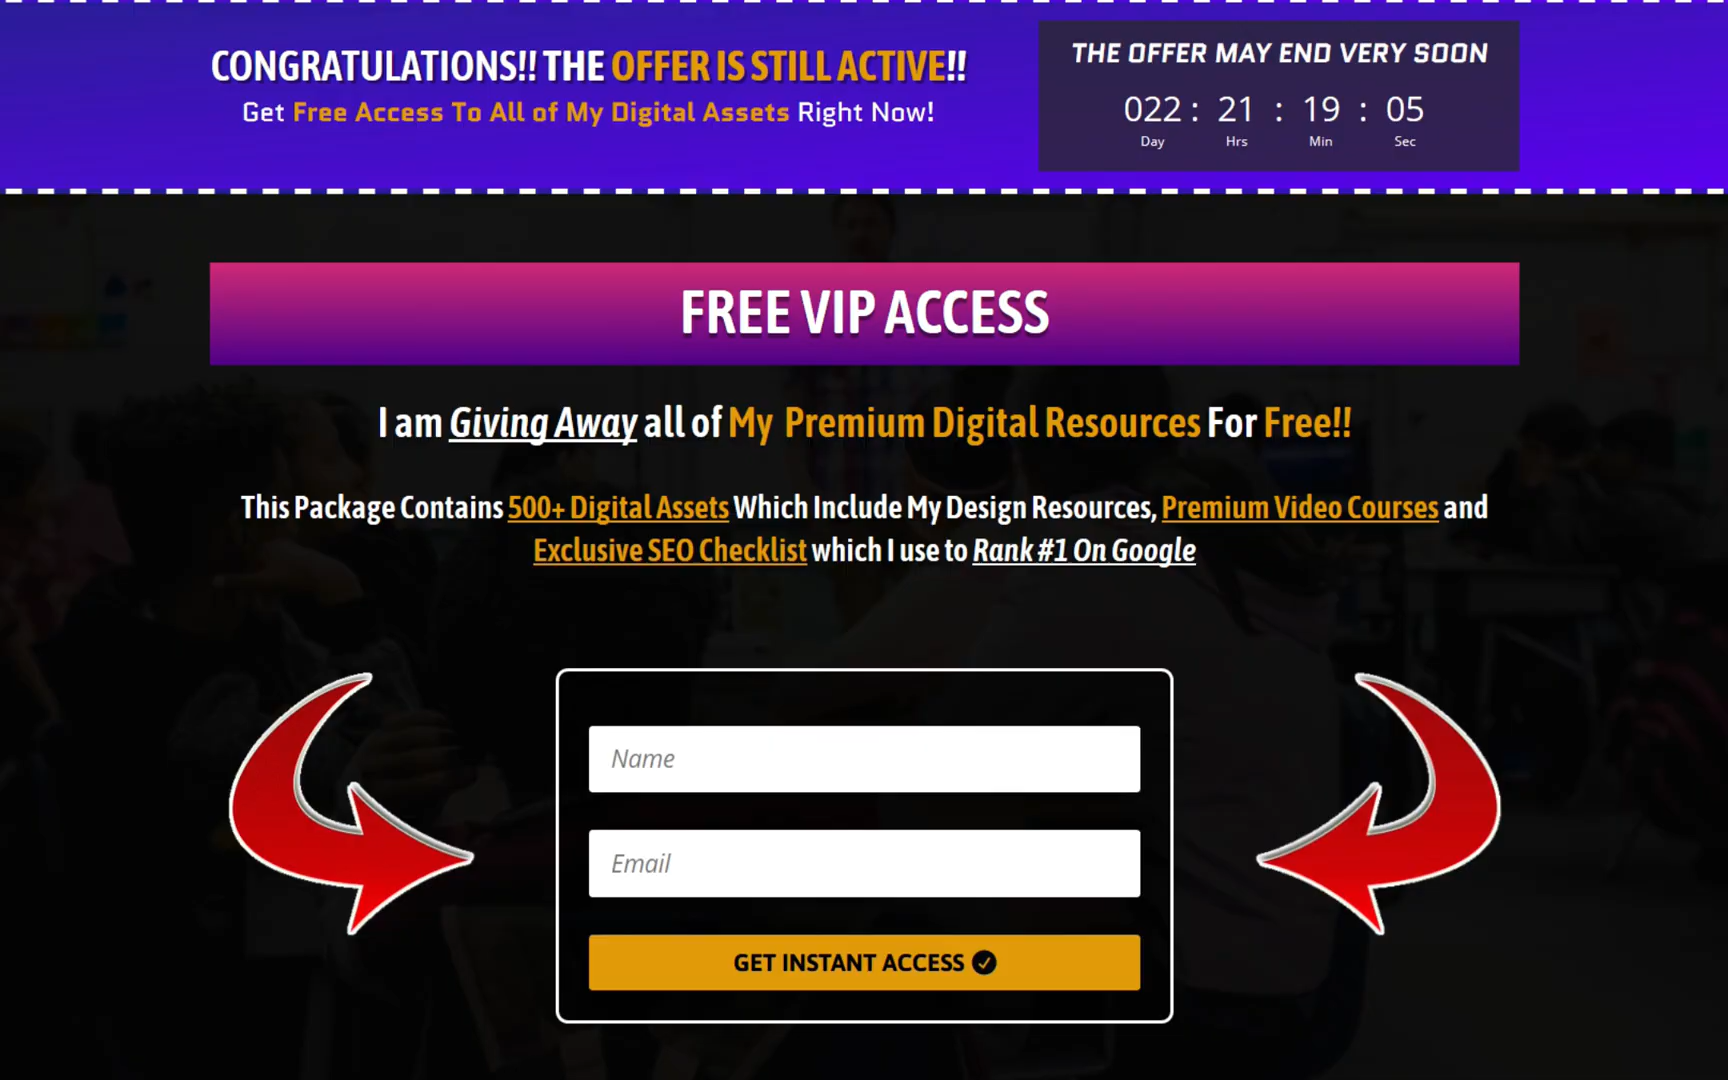 CONGRATULATIONS!! THE OFFER IS STILL ACTIVE!!
Get Free Access To All of My Digital Assets Right Now!
THE OFFER MAY END VERY SOON
022 : 21 : 19 : 05
Day Hrs Min Sec
FREE VIP ACCESS
I am Giving Away all of My Premium Digital Resources For Free!!
This Package Contains 500+ Digital Assets Which Include My Design Resources, Premium Video Courses and
Exclusive SEO Checklist which I use to Rank #1 On Google
Name
Email
GET INSTANT ACCESS